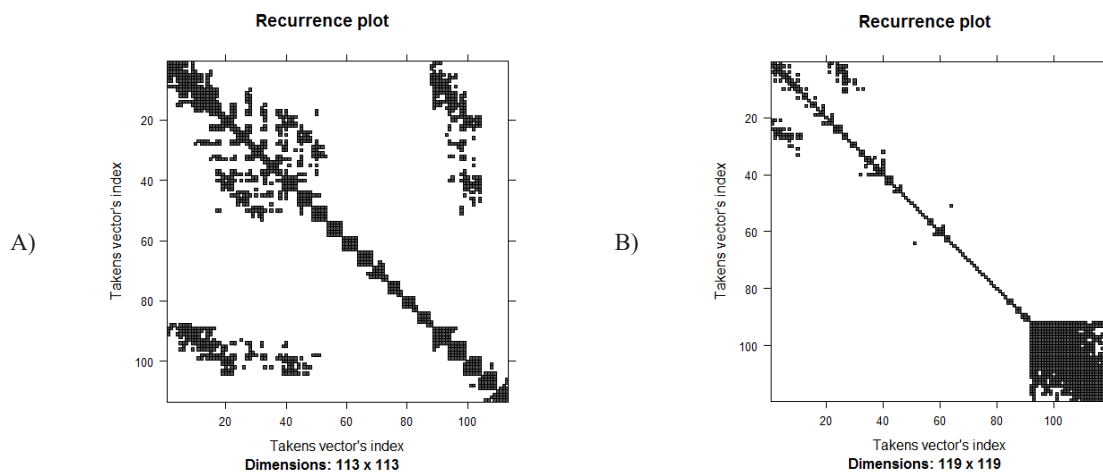 Recurrence plot
A)
Takens vector's index
20
40
60
80
100
20 40 60 80 100
Takens vector's index
Dimensions: 113 x 113
Recurrence plot
B)
Takens vector's index
20
40
60
80
100
20 40 60 80 100
Takens vector's index
Dimensions: 119 x 119